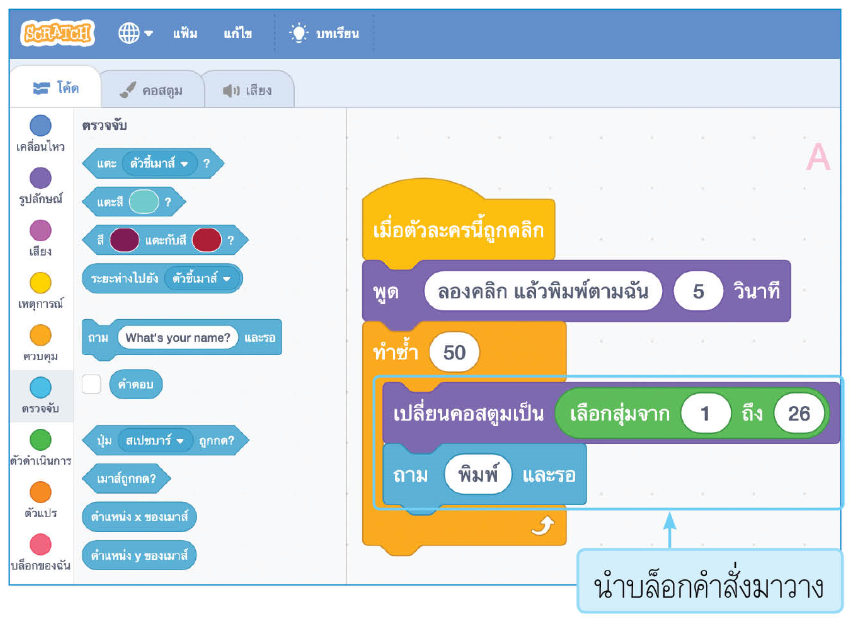 SCRATCH แฟ้ม แก้ไข บทเรียน
โค้ด คอสตูม เสียง
ตรวจจับ
เคลื่อนไหว
รูปลักษณ์
เสียง
เหตุการณ์
ควบคุม
ตรวจจับ
ตัวดำเนินการ
ตัวแปร
บล็อกของฉัน
แตะ ตัวชี้เมาส์ ?
แตะสี ?
สี แตะกับสี ?
ระยะห่างไปยัง ตัวชี้เมาส์
ถาม What's your name? และรอ
คำตอบ
ปุ่ม สเปซบาร์ ถูกกด?
เมาส์ถูกกด?
ตำแหน่ง x ของเมาส์
ตำแหน่ง y ของเมาส์
A
เมื่อตัวละครนี้ถูกคลิก
พูด ลองคลิก แล้วพิมพ์ตามฉัน 5 วินาที
ทำซ้ำ 50
เปลี่ยนคอสตูมเป็น เลือกสุ่มจาก 1 ถึง 26
ถาม พิมพ์ และรอ
นำบล็อกคำสั่งมาวาง